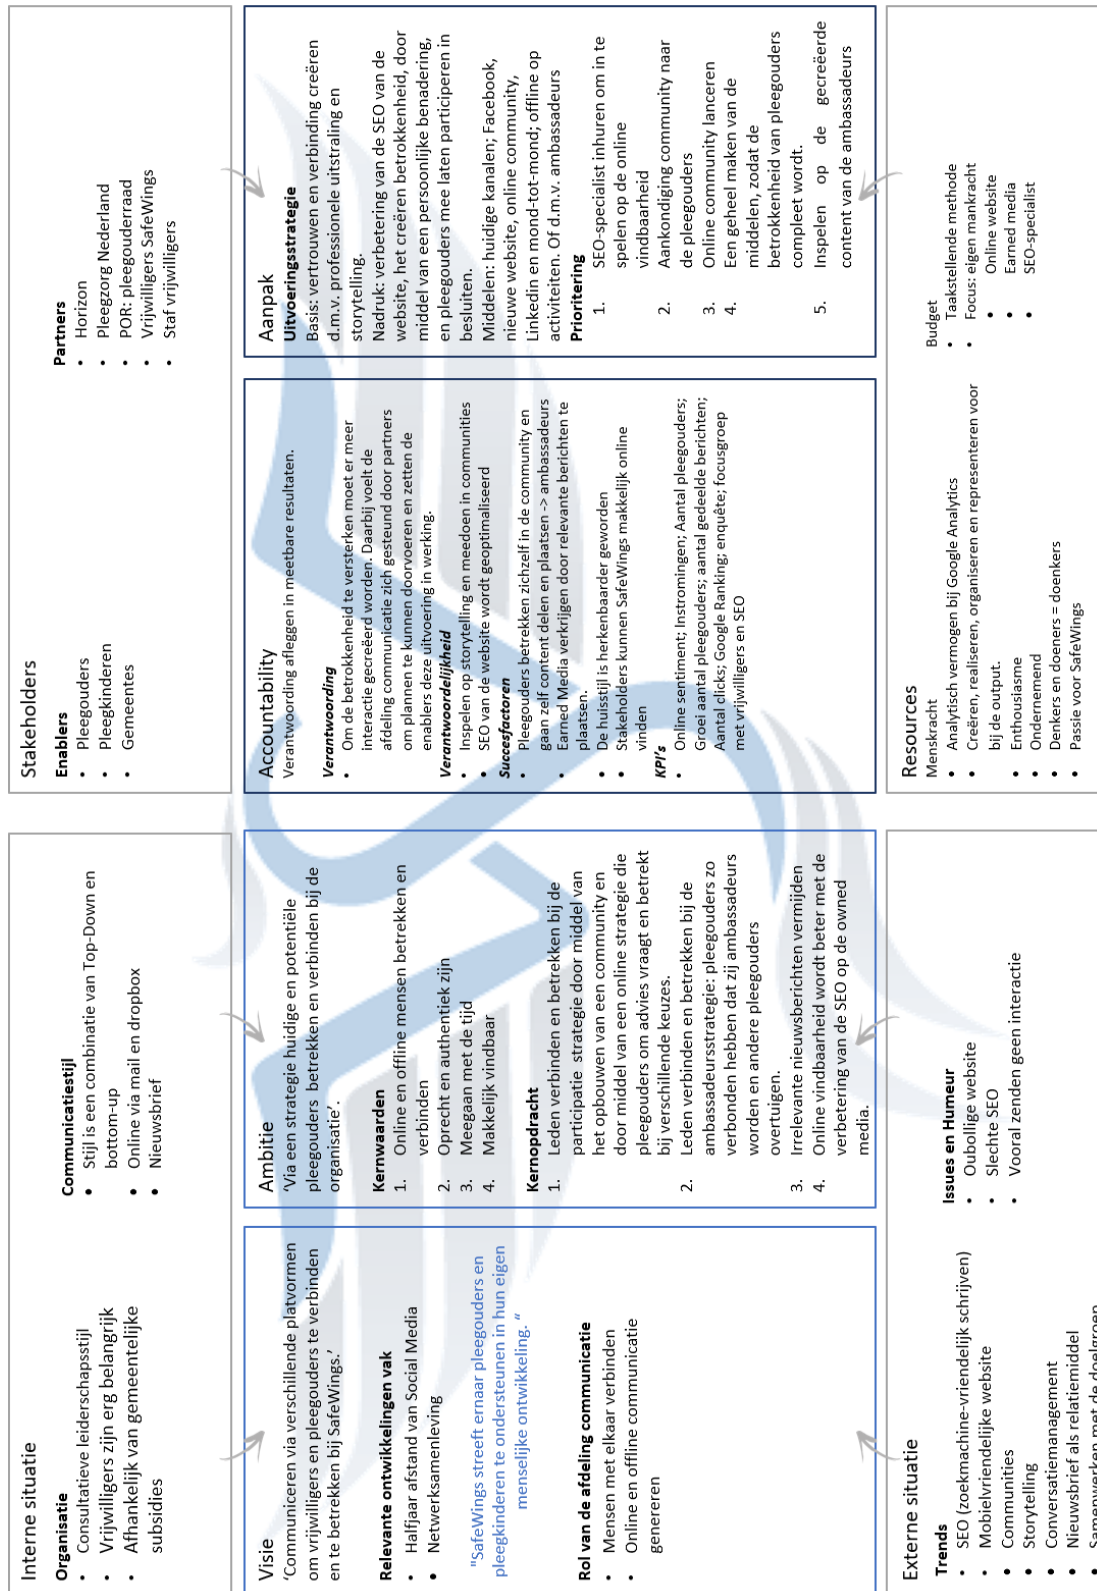 Interne situatie
Organisatie
• Consultatieve leiderschapsstijl
• Vrijwilligers zijn erg belangrijk
• Afhankelijk van gemeentelijke
subsidies
Communicatiestijl
• Stijl is een combinatie van Top-Down en
bottom-up
• Online via mail en dropbox
• Nieuwsbrief
Stakeholders
Enablers
• Pleegouders
• Pleegkinderen
• Gemeentes
Partners
• Horizon
• Pleegzorg Nederland
• POR: pleegouderraad
• Vrijwilligers SafeWings
• Staf vrijwilligers
Visie
‘Communiceren via verschillende platvormen
om vrijwilligers en pleegouders te verbinden
en te betrekken bij SafeWings.’
Relevante ontwikkelingen vak
• Halfjaar afstand van Social Media
• Netwerksamenleving
"SafeWings streeft ernaar pleegouders en
pleegkinderen te ondersteunen in hun eigen
menselijke ontwikkeling. “
Rol van de afdeling communicatie
• Mensen met elkaar verbinden
• Online en offline communicatie
genereren
Ambitie
‘Via een strategie huidige en potentiële
pleegouders betrekken en verbinden bij de
organisatie’.
Kernwaarden
1. Online en offline mensen betrekken en
verbinden
2. Oprecht en authentiek zijn
3. Meegaan met de tijd
4. Makkelijk vindbaar
Kernopdracht
1. Leden verbinden en betrekken bij de
participatie strategie door middel van
het opbouwen van een community en
door middel van een online strategie die
pleegouders om advies vraagt en betrekt
bij verschillende keuzes.
2. Leden verbinden en betrekken bij de
ambassadeursstrategie: pleegouders zo
verbonden hebben dat zij ambassadeurs
worden en andere pleegouders
overtuigen.
3. Irrelevante nieuwsberichten vermijden
4. Online vindbaarheid wordt beter met de
verbetering van de SEO op de owned
media.
Accountability
Verantwoording afleggen in meetbare resultaten.
Verantwoording
• Om de betrokkenheid te versterken moet er meer
interactie gecreëerd worden. Daarbij voelt de
afdeling communicatie zich gesteund door partners
om plannen te kunnen doorvoeren en zetten de
enablers deze uitvoering in werking.
Verantwoordelijkheid
• Inspelen op storytelling en meedoen in communities
• SEO van de website wordt geoptimaliseerd
Succesfactoren
• Pleegouders betrekken zichzelf in de community en
gaan zelf content delen en plaatsen -> ambassadeurs
• Earned Media verkrijgen door relevante berichten te
plaatsen.
• De huisstijl is herkenbaarder geworden
• Stakeholders kunnen SafeWings makkelijk online
vinden
KPI’s
• Online sentiment; Instromingen; Aantal pleegouders;
Groei aantal pleegouders; aantal gedeelde berichten;
Aantal clicks; Google Ranking; enquête; focusgroep
met vrijwilligers en SEO
Aanpak
Uitvoeringsstrategie
Basis: vertrouwen en verbinding creëren
d.m.v. professionele uitstraling en
storytelling.
Nadruk: verbetering van de SEO van de
website, het creëren betrokkenheid, door
middel van een persoonlijke benadering,
en pleegouders mee laten participeren in
besluiten.
Middelen: huidige kanalen; Facebook,
nieuwe website, online community,
Linkedin en mond-tot-mond; offline op
activiteiten. Of d.m.v. ambassadeurs
Prioritering
1. SEO-specialist inhuren om in te
spelen op de online
vindbaarheid
2. Aankondiging community naar
de pleegouders
3. Online community lanceren
4. Een geheel maken van de
middelen, zodat de
betrokkenheid van pleegouders
compleet wordt.
5. Inspelen op de gecreëerde
content van de ambassadeurs
Externe situatie
Trends
• SEO (zoekmachine-vriendelijk schrijven)
• Mobielvriendelijke website
• Communities
• Storytelling
• Conversatiemanagement
• Nieuwsbrief als relatiemiddel
• Samenwerken met de doelgroep
Issues en Humeur
• Oubollige website
• Slechte SEO
• Vooral zenden geen interactie
Resources
Menskracht
• Analytisch vermogen bij Google Analytics
• Creëren, realiseren, organiseren en representeren voor
bij de output.
• Enthousiasme
• Ondernemend
• Denkers en doeners = doenkers
• Passie voor SafeWings
Budget
• Taakstellende methode
• Focus: eigen mankracht
• Online website
• Earned media
• SEO-specialist